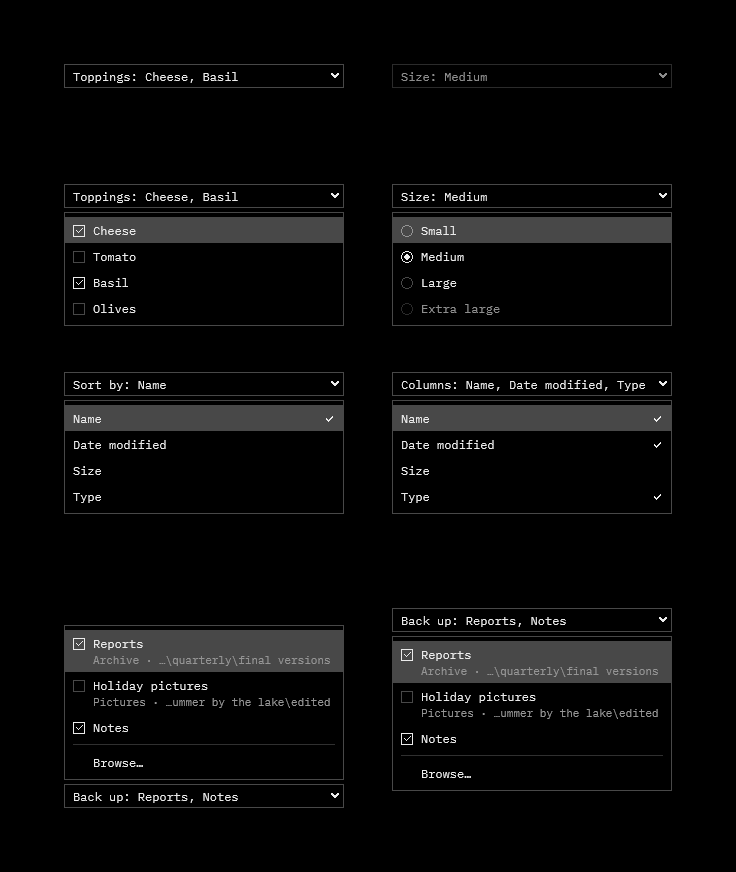 Toppings: Cheese, Basil
Size: Medium
Toppings: Cheese, Basil
Cheese
Tomato
Basil
Olives
Size: Medium
Small
Medium
Large
Extra large
Sort by: Name
Name
Date modified
Size
Type
Columns: Name, Date modified, Type
Name
Date modified
Size
Type
Reports
Archive · …\quarterly\final versions
Holiday pictures
Pictures · …ummer by the lake\edited
Notes
Browse…
Back up: Reports, Notes
Back up: Reports, Notes
Reports
Archive · …\quarterly\final versions
Holiday pictures
Pictures · …ummer by the lake\edited
Notes
Browse…